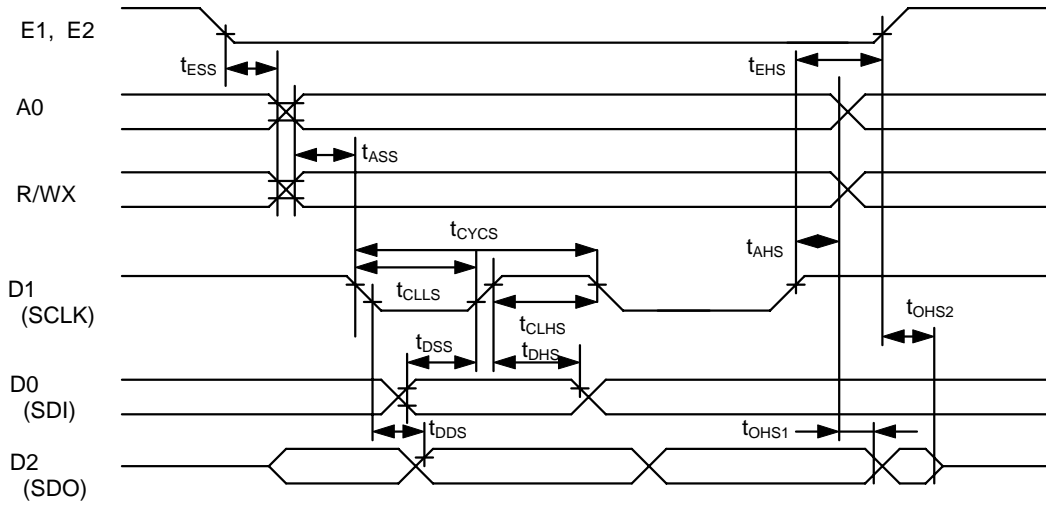 E1, E2
tESS
tEHS
A0
tASS
R/WX
tCYCS
tAHS
D1
(SCLK)
tCLLS
tOHS2
tCLHS
tDSS
tDHS
D0
(SDI)
tDDS
tOHS1
D2
(SDO)